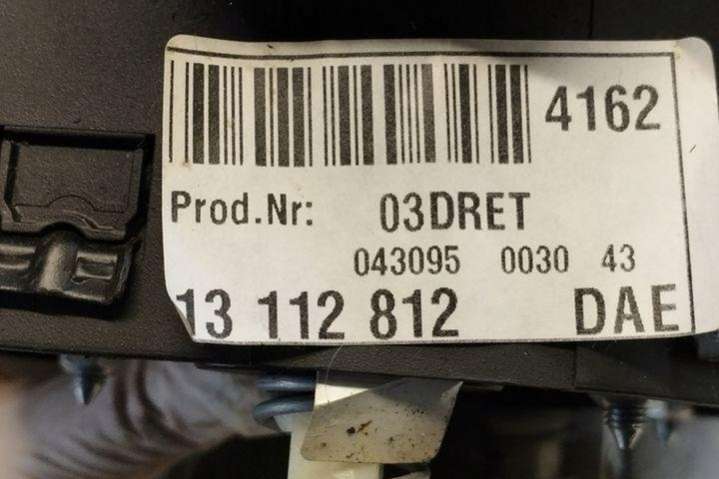 4162
Prod.Nr: 03DRET
043095 0030 43
13 112 812 DAE